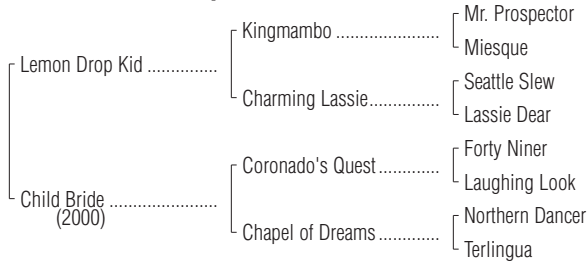 Mr. Prospector
Kingmambo ......................
Miesque
Lemon Drop Kid ...............
Seattle Slew
Charming Lassie...............
Lassie Dear
Forty Niner
Coronado's Quest.............
Laughing Look
Child Bride .......................
(2000)
Northern Dancer
Chapel of Dreams.............
Terlingua